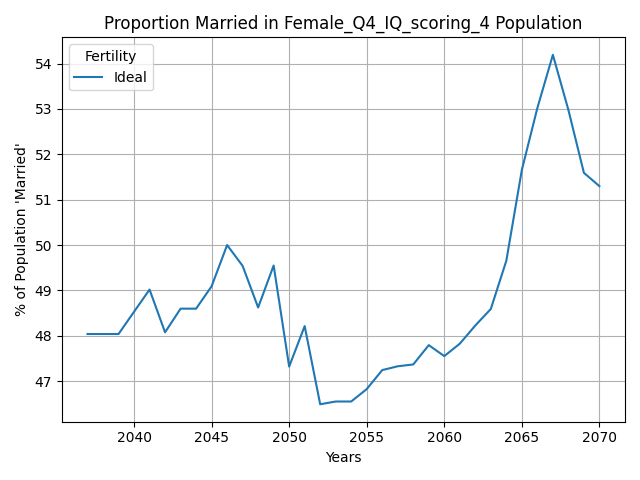 Proportion Married in Female_Q4_IQ_scoring_4 Population
Fertility
Ideal
% of Population 'Married'
54
53
52
51
50
49
48
47
2040 2045 2050 2055 2060 2065 2070
Years